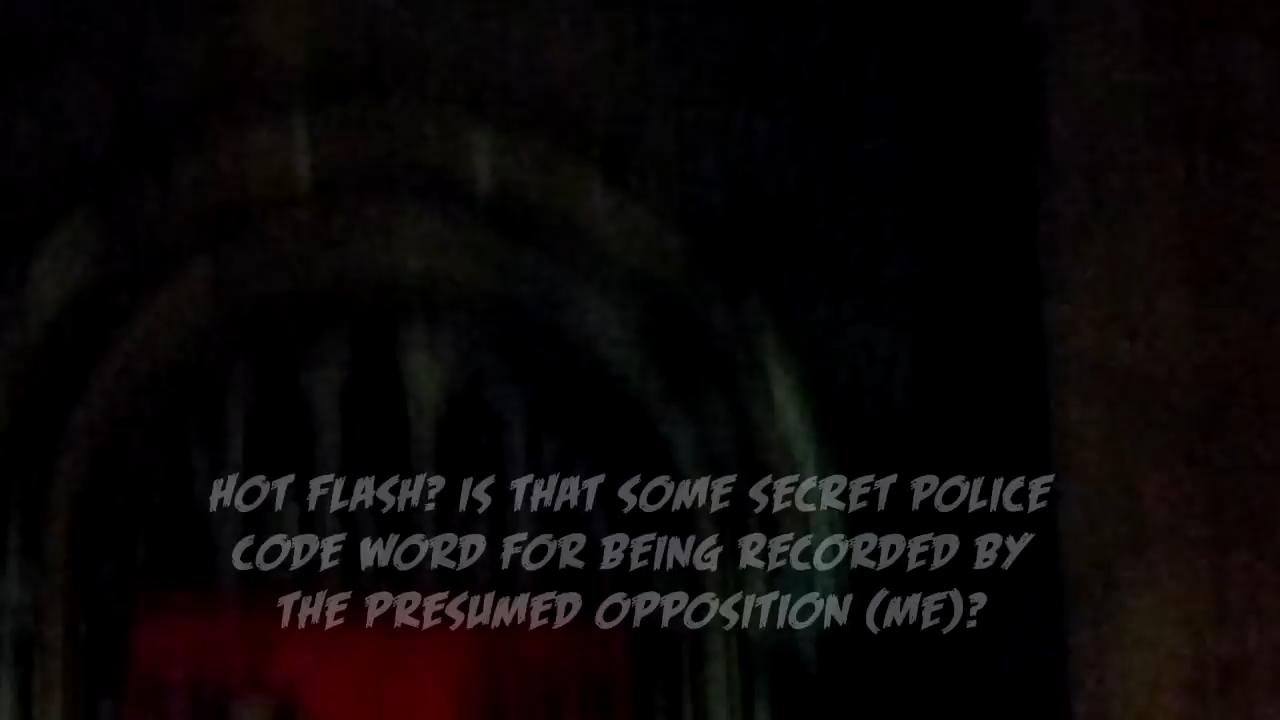 HOT FLASH? IS THAT SOME SECRET POLICE
CODE WORD FOR BEING RECORDED BY
THE PRESUMED OPPOSITION (ME)?